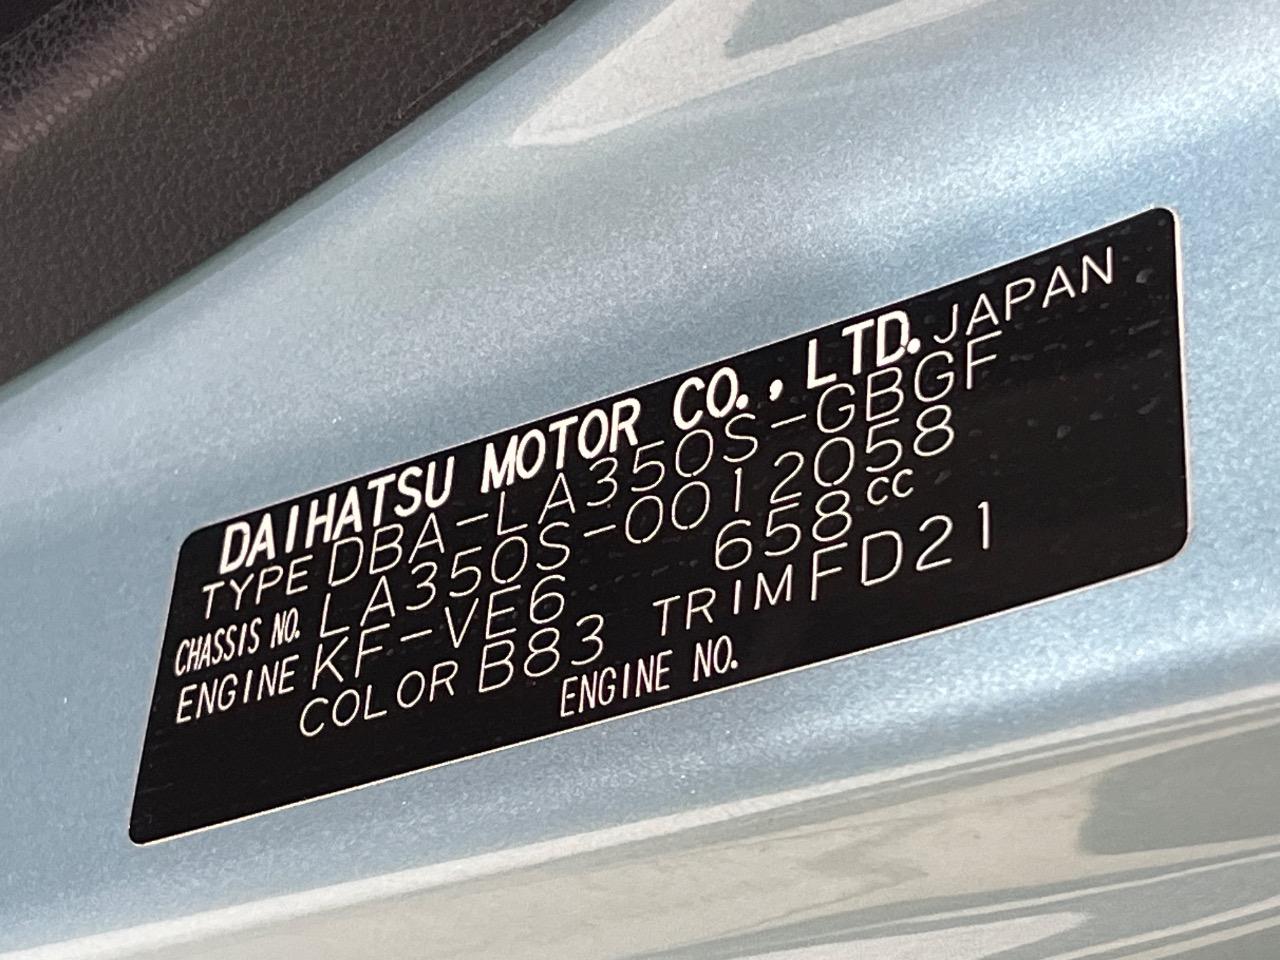 DAIHATSU MOTOR CO., LTD. JAPAN
TYPE DBA-LA350S-GBGF
CHASSIS NO. LA350S-0012058
ENGINE KF-VE6 658cc
COLOR B83 TRIM FD21
ENGINE NO.